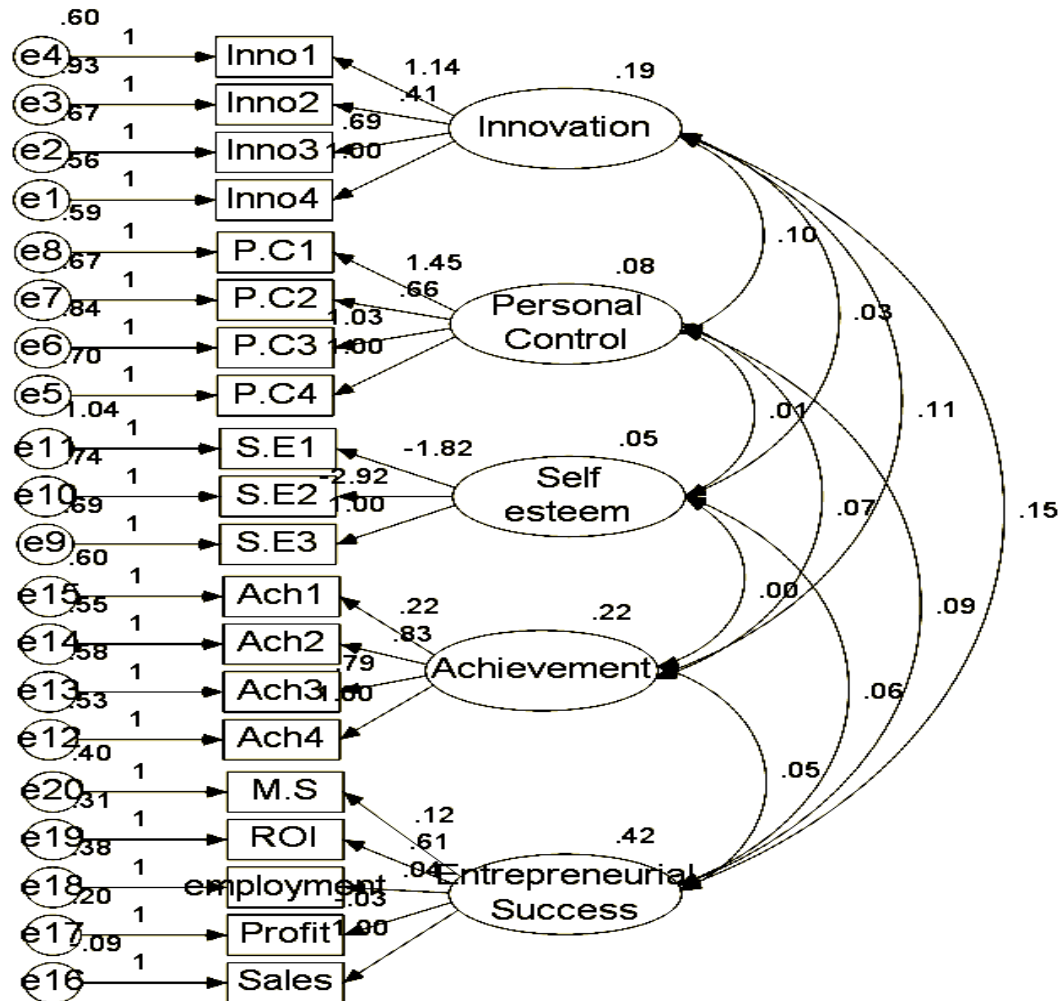 .60
1
e4 Inno1
.93
1
e3 Inno2
.67
1
e2 Inno3
.56
1
e1 Inno4
1.14
.41
.69
1.00
.19
Innovation
.59
1
e8 P.C1
.67
1
e7 P.C2
.84
1
e6 P.C3
.70
1
e5 P.C4
1.45
.66
1.03
1.00
.08
Personal
Control
1.04
1
e11 S.E1
.74
1
e10 S.E2
.69
1
e9 S.E3
-1.82
-2.92
1.00
.05
Self
esteem
.60
1
e15 Ach1
.55
1
e14 Ach2
.58
1
e13 Ach3
.53
1
e12 Ach4
.22
.83
.79
1.00
.22
Achievement
.40
1
e20 M.S
.31
1
e19 ROI
.38
1
e18 employment
.20
1
e17 Profit
-.09
1
e16 Sales
.12
.61
.04
1.00
.42
Entrepreneurial
Success
.10
.03
.01
.11
.07
.15
.00
.09
.06
.05